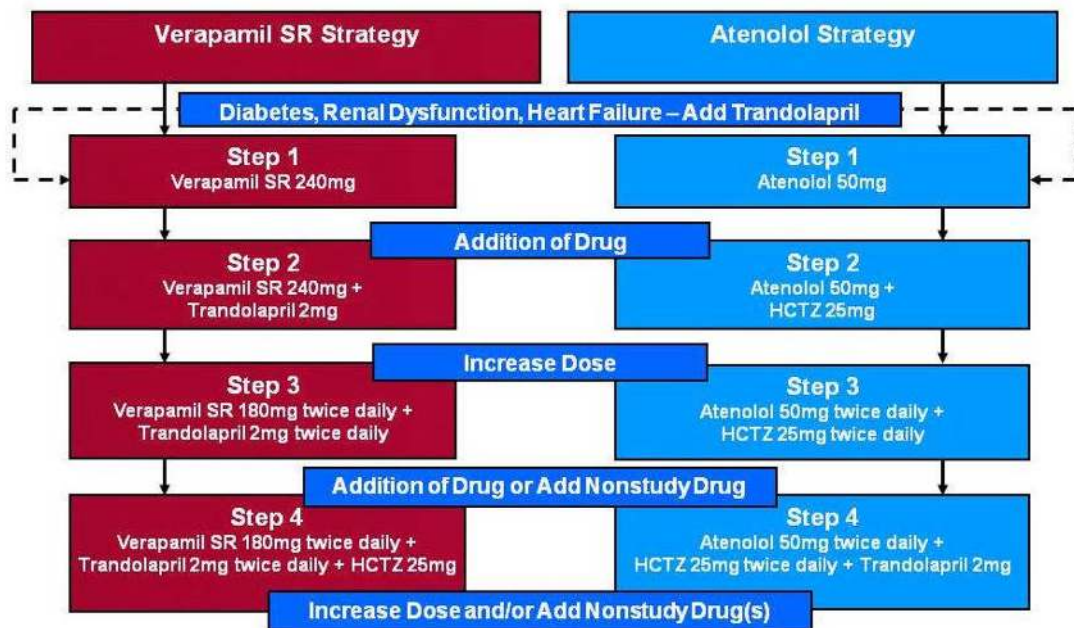 Verapamil SR Strategy
Atenolol Strategy
Diabetes, Renal Dysfunction, Heart Failure – Add Trandolapril
Step 1
Verapamil SR 240mg
Step 1
Atenolol 50mg
Addition of Drug
Step 2
Verapamil SR 240mg +
Trandolapril 2mg
Step 2
Atenolol 50mg +
HCTZ 25mg
Increase Dose
Step 3
Verapamil SR 180mg twice daily +
Trandolapril 2mg twice daily
Step 3
Atenolol 50mg twice daily +
HCTZ 25mg twice daily
Addition of Drug or Add Nonstudy Drug
Step 4
Verapamil SR 180mg twice daily +
Trandolapril 2mg twice daily + HCTZ 25mg
Step 4
Atenolol 50mg twice daily +
HCTZ 25mg twice daily + Trandolapril 2mg
Increase Dose and/or Add Nonstudy Drug(s)